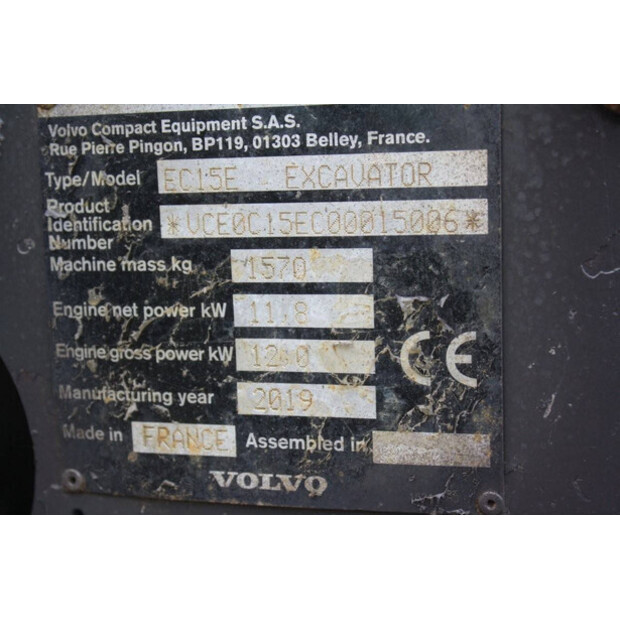 Volvo Compact Equipment S.A.S.
Rue Pierre Pingon, BP119, 01303 Belley, France.
Type/Model EC15E EXCAVATOR
Product
Identification *VCE0C15EC00015006*
Number
Machine mass kg 1570
Engine net power kW 11.8
Engine gross power kW 12.0
Manufacturing year 2019
Made in FRANCE Assembled in
VOLVO
CE